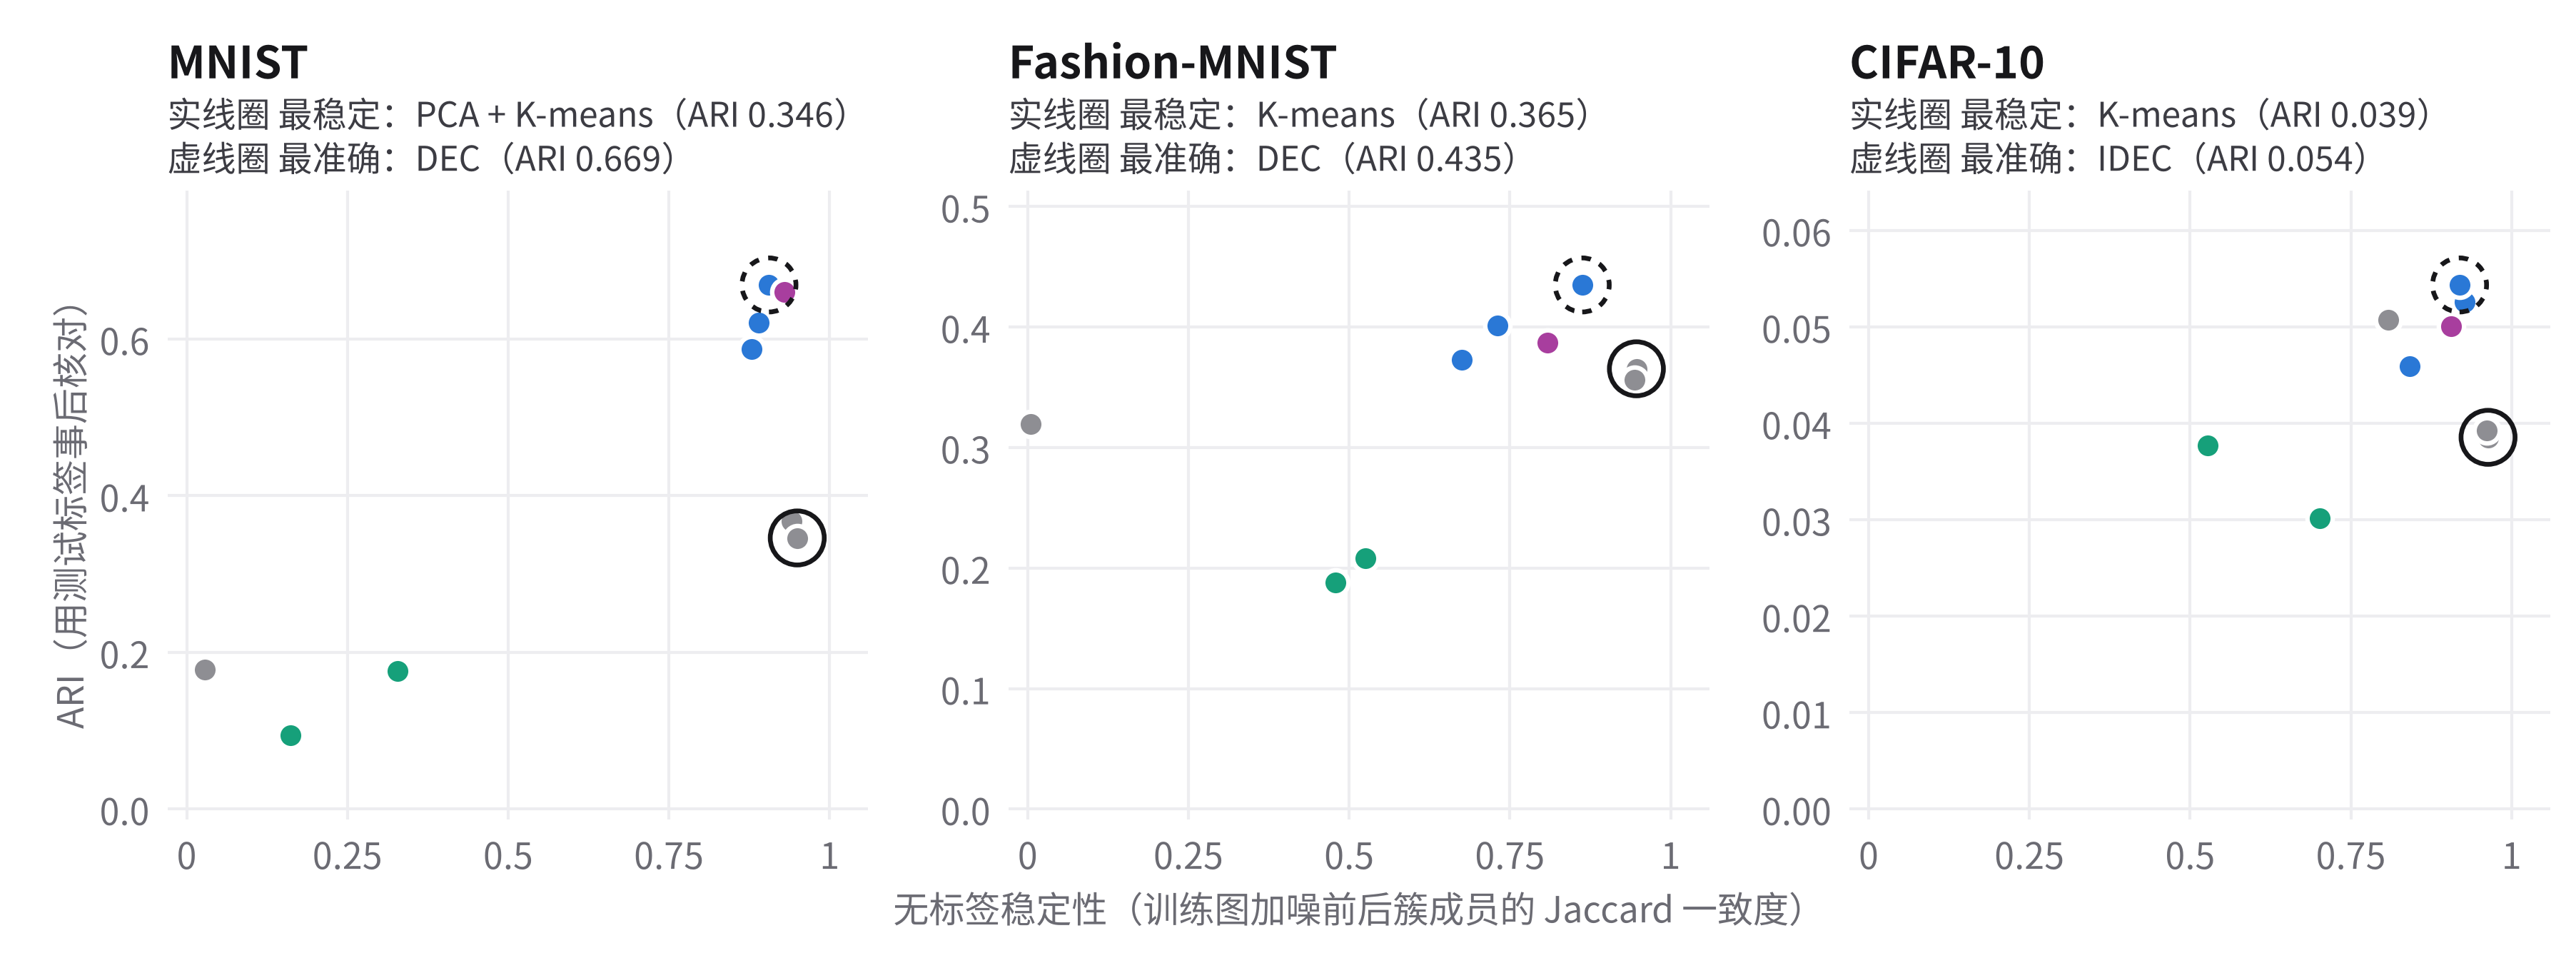 MNIST
实线圈 最稳定：PCA + K-means（ARI 0.346）
虚线圈 最准确：DEC（ARI 0.669）
Fashion-MNIST
实线圈 最稳定：K-means（ARI 0.365）
虚线圈 最准确：DEC（ARI 0.435）
CIFAR-10
实线圈 最稳定：K-means（ARI 0.039）
虚线圈 最准确：IDEC（ARI 0.054）
ARI（用测试标签事后核对）
0.6
0.4
0.2
0.0
0
0.25
0.5
0.75
1
0.5
0.4
0.3
0.2
0.1
0.0
0
0.25
0.5
0.75
1
0.06
0.05
0.04
0.03
0.02
0.01
0.00
0
0.25
0.5
0.75
1
无标签稳定性（训练图加噪前后簇成员的 Jaccard 一致度）